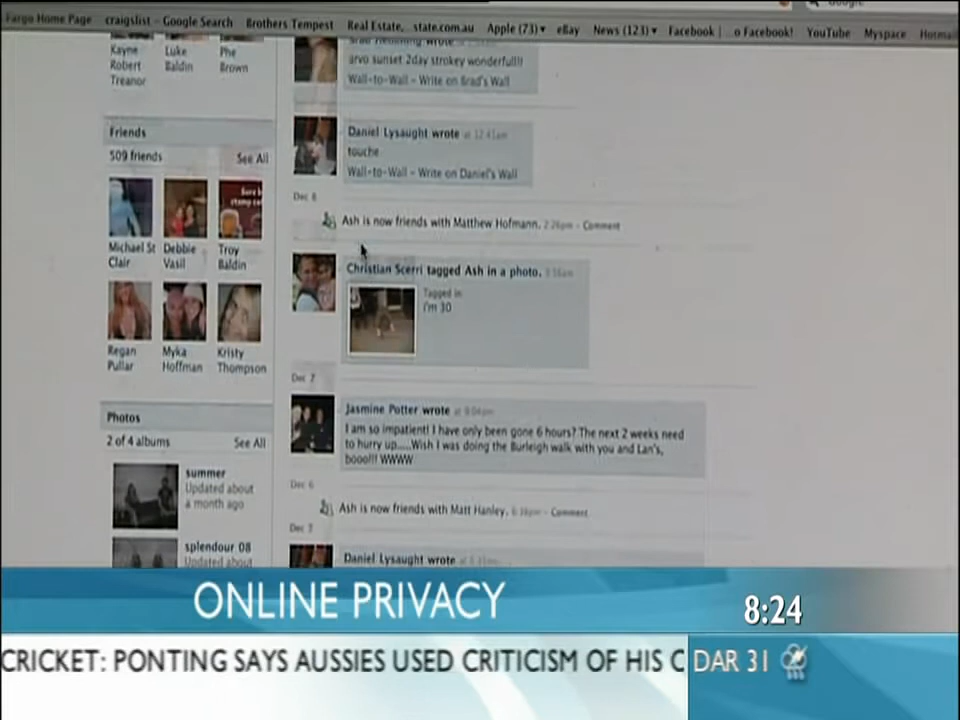 Fargo Home Page craigslist - Google Search Brothers Tempest Real Estate, state.com.au Apple (73) eBay News (123) Facebook | o Facebook! YouTube Myspace Hotmail
Kayne
Robert
Treanor
Luke
Baldin
Phe
Brown
wrote
arvo sunset 2day strokey wonderful!!!
Wall-to-Wall - Write on Brad's Wall
Friends
509 friends See All
Michael St
Clair
Debbie
Vasil
Troy
Baldin
Regan
Pullar
Myka
Hoffman
Kristy
Thompson
Photos
2 of 4 albums See All
summer
Updated about
a month ago
splendour 08
Updated about
Daniel Lysaught wrote at 12:41am
touche
Wall-to-Wall - Write on Daniel's Wall
Dec 8
Ash is now friends with Matthew Hofmann. 2:26pm - Comment
Christian Scerri tagged Ash in a photo.
Tagged in
i'm 30
Dec 7
Jasmine Potter wrote at 9:04pm
I am so impatient! I have only been gone 6 hours? The next 2 weeks need
to hurry up.....Wish I was doing the Burleigh walk with you and Lan's,
booo!!! WWWW
Dec 6
Ash is now friends with Matt Hanley. 6:38pm - Comment
Dec 5
Daniel Lysaught wrote
ONLINE PRIVACY
8:24
CRICKET: PONTING SAYS AUSSIES USED CRITICISM OF HIS C
DAR 31